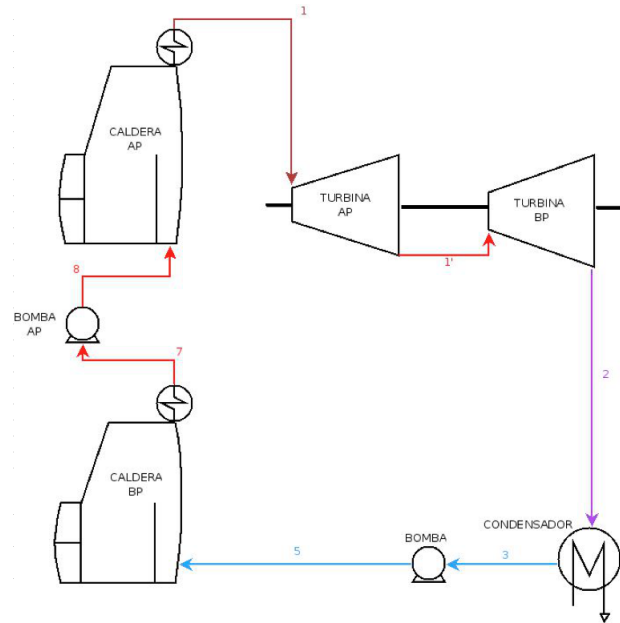 1
CALDERA
AP
TURBINA
AP
TURBINA
BP
1'
8
BOMBA
AP
7
2
CALDERA
BP
CONDENSADOR
BOMBA
5
3